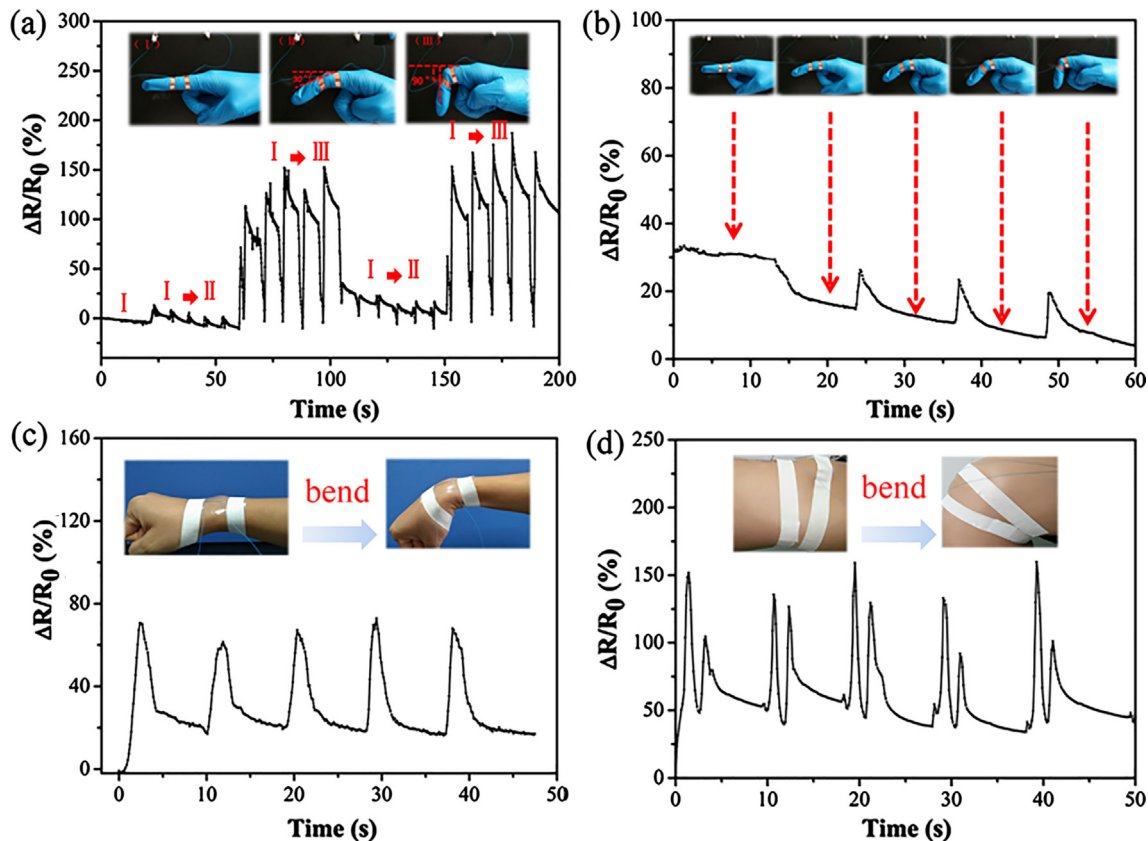 (a)
300
250
200
150
100
50
0
ΔR/R0 (%)
( I )
( II )
30°
( III )
90°
I
I → II
I → III
I → II
I → III
0 50 100 150 200
Time (s)
(b)
100
80
60
40
20
0
ΔR/R0 (%)
0 10 20 30 40 50 60
Time (s)
(c)
160
120
80
40
0
ΔR/R0 (%)
bend
0 10 20 30 40 50
Time (s)
(d)
250
200
150
100
50
0
ΔR/R0 (%)
bend
0 10 20 30 40 50
Time (s)